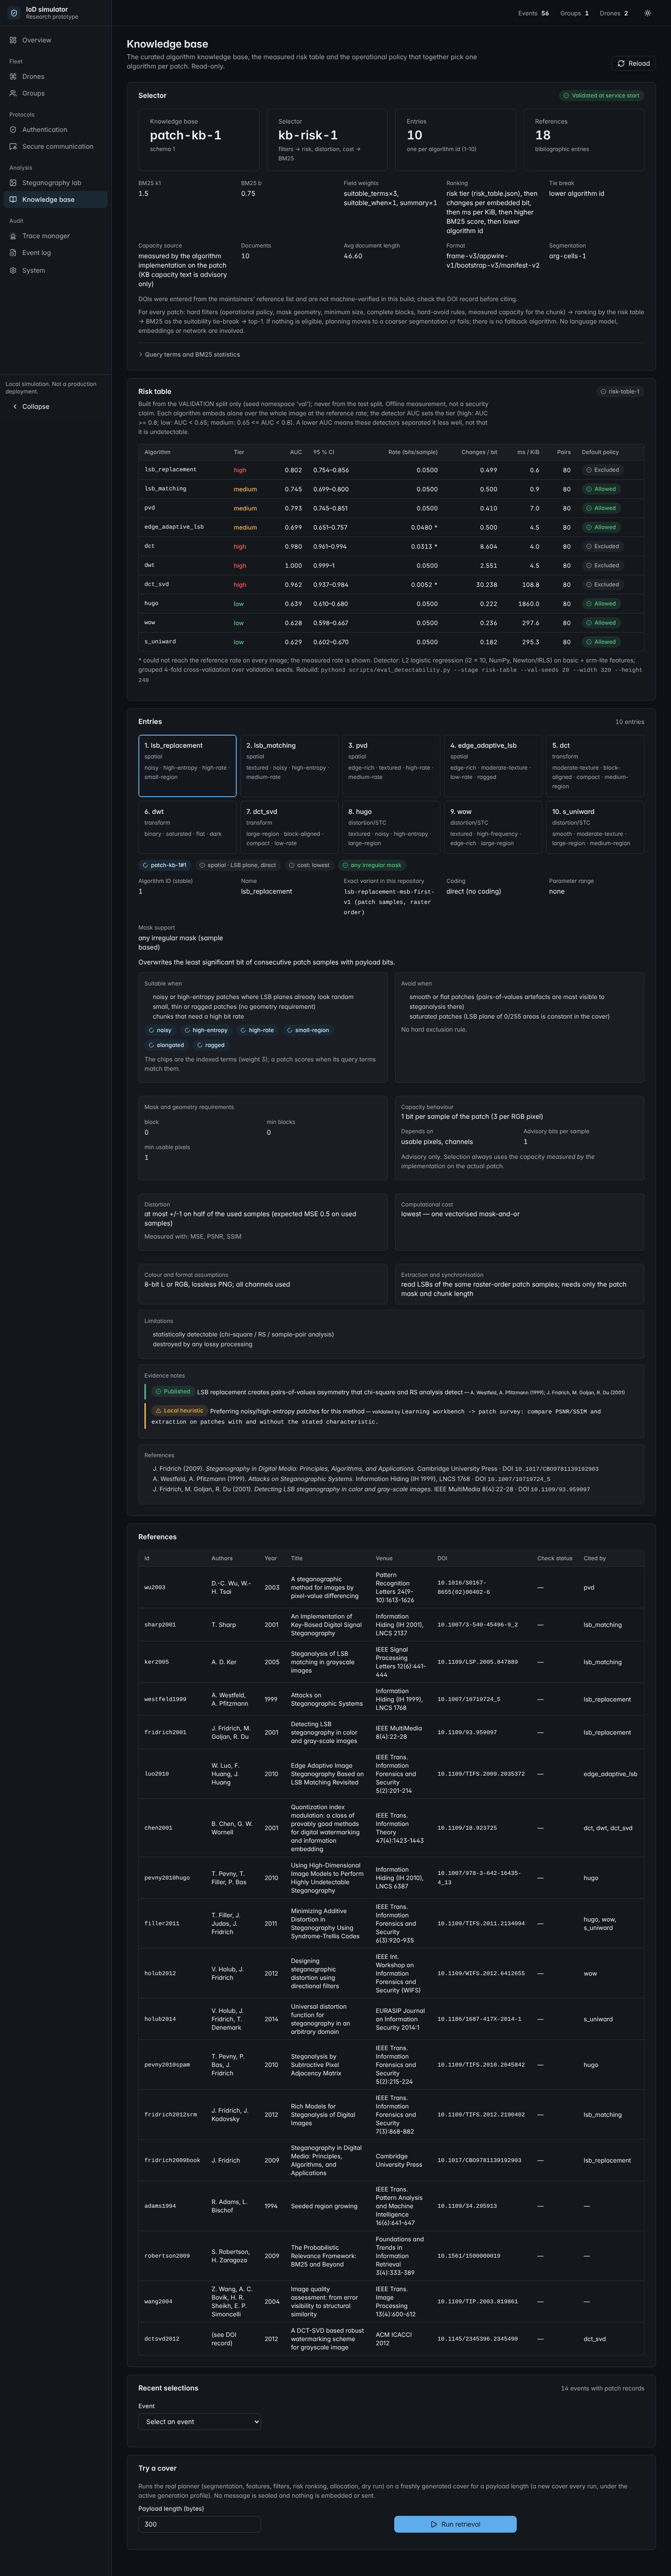 IoD simulator
Research prototype
Events 56 Groups 1 Drones 2
Overview
Fleet
Drones
Groups
Protocols
Authentication
Secure communication
Analysis
Steganography lab
Knowledge base
Audit
Trace manager
Event log
System
Local simulation. Not a production
deployment.
Collapse
Knowledge base
The curated algorithm knowledge base, the measured risk table and the operational policy that together pick one
algorithm per patch. Read-only.
Reload
Selector
Validated at service start
Knowledge base
patch-kb-1
schema 1
Selector
kb-risk-1
filters → risk, distortion, cost →
BM25
Entries
10
one per algorithm id (1-10)
References
18
bibliographic entries
BM25 k1
1.5
BM25 b
0.75
Field weights
suitable_terms×3,
suitable_when×1, summary×1
Ranking
risk tier (risk_table.json), then
changes per embedded bit,
then ms per KiB, then higher
BM25 score, then lower
algorithm id
Tie break
lower algorithm id
Capacity source
measured by the algorithm
implementation on the patch
(KB capacity text is advisory
only)
Documents
10
Avg document length
46.60
Format
frame-v3/appwire-
v1/bootstrap-v3/manifest-v2
Segmentation
arg-cells-1
DOIs were entered from the maintainers' reference list and are not machine-verified in this build; check the DOI record before citing.
For every patch: hard filters (operational policy, mask geometry, minimum size, complete blocks, hard-avoid rules, measured capacity for the chunk) → ranking by the risk table
→ BM25 as the suitability tie-break → top-1. If nothing is eligible, planning moves to a coarser segmentation or fails; there is no fallback algorithm. No language model,
embeddings or network are involved.
Query terms and BM25 statistics
Risk table
risk-table-1
Built from the VALIDATION split only (seed namespace 'val'); never from the test split. Offline measurement, not a security
claim. Each algorithm embeds alone over the whole image at the reference rate; the detector AUC sets the tier (high: AUC
>= 0.8; low: AUC < 0.65; medium: 0.65 <= AUC < 0.8). A lower AUC means these detectors separated it less well, not that
it is undetectable.
Algorithm Tier AUC 95 % CI Rate (bits/sample) Changes / bit ms / KiB Pairs Default policy
lsb_replacement high 0.802 0.754–0.856 0.0500 0.499 0.6 80 Excluded
lsb_matching medium 0.745 0.699–0.800 0.0500 0.500 0.9 80 Allowed
pvd medium 0.793 0.745–0.851 0.0500 0.410 7.0 80 Allowed
edge_adaptive_lsb medium 0.699 0.651–0.757 0.0480 * 0.500 4.5 80 Allowed
dct high 0.980 0.961–0.994 0.0313 * 8.604 4.0 80 Excluded
dwt high 1.000 0.999–1 0.0500 2.551 4.5 80 Excluded
dct_svd high 0.962 0.937–0.984 0.0052 * 30.238 108.8 80 Excluded
hugo low 0.639 0.610–0.680 0.0500 0.222 1860.0 80 Allowed
wow low 0.628 0.598–0.667 0.0500 0.236 297.6 80 Allowed
s_uniward low 0.629 0.602–0.670 0.0500 0.182 295.3 80 Allowed
* could not reach the reference rate on every image; the measured rate is shown. Detector: L2 logistic regression (l2 × 10, NumPy, Newton/IRLS) on basic + srm-lite features;
grouped 4-fold cross-validation over validation seeds. Rebuild: python3 scripts/eval_detectability.py --stage risk-table --val-seeds 20 --width 320 --height
240
Entries
10 entries
1. lsb_replacement
spatial
noisy · high-entropy · high-rate ·
small-region
2. lsb_matching
spatial
textured · noisy · high-entropy ·
medium-rate
3. pvd
spatial
edge-rich · textured · high-rate ·
medium-rate
4. edge_adaptive_lsb
spatial
edge-rich · moderate-texture ·
low-rate · ragged
5. dct
transform
moderate-texture · block-
aligned · compact · medium-
region
6. dwt
transform
binary · saturated · flat · dark
7. dct_svd
transform
large-region · block-aligned ·
compact · low-rate
8. hugo
distortion/STC
textured · noisy · high-entropy ·
large-region
9. wow
distortion/STC
textured · high-frequency ·
edge-rich · large-region
10. s_uniward
distortion/STC
smooth · moderate-texture ·
large-region · medium-region
patch-kb-1#1
spatial · LSB plane, direct
cost: lowest
any irregular mask
Algorithm ID (stable)
1
Name
lsb_replacement
Exact variant in this repository
lsb-replacement-msb-first-
v1 (patch samples, raster
order)
Coding
direct (no coding)
Parameter range
none
Mask support
any irregular mask (sample
based)
Overwrites the least significant bit of consecutive patch samples with payload bits.
Suitable when
noisy or high-entropy patches where LSB planes already look random
small, thin or ragged patches (no geometry requirement)
chunks that need a high bit rate
noisy
high-entropy
high-rate
small-region
elongated
ragged
The chips are the indexed terms (weight 3); a patch scores when its query terms
match them.
Avoid when
smooth or flat patches (pairs-of-values artefacts are most visible to
steganalysis there)
saturated patches (LSB plane of 0/255 areas is constant in the cover)
No hard exclusion rule.
Mask and geometry requirements
block
0
min blocks
0
min usable pixels
1
Capacity behaviour
1 bit per sample of the patch (3 per RGB pixel)
Depends on
usable pixels, channels
Advisory bits per sample
1
Advisory only. Selection always uses the capacity measured by the
implementation on the actual patch.
Distortion
at most +/-1 on half of the used samples (expected MSE 0.5 on used
samples)
Measured with: MSE, PSNR, SSIM
Computational cost
lowest — one vectorised mask-and-or
Colour and format assumptions
8-bit L or RGB, lossless PNG; all channels used
Extraction and synchronisation
read LSBs of the same raster-order patch samples; needs only the patch
mask and chunk length
Limitations
statistically detectable (chi-square / RS / sample-pair analysis)
destroyed by any lossy processing
Evidence notes
Published LSB replacement creates pairs-of-values asymmetry that chi-square and RS analysis detect — A. Westfeld, A. Pfitzmann (1999); J. Fridrich, M. Goljan, R. Du (2001)
Local heuristic Preferring noisy/high-entropy patches for this method — validated by Learning workbench -> patch survey: compare PSNR/SSIM and
extraction on patches with and without the stated characteristic.
References
J. Fridrich (2009). Steganography in Digital Media: Principles, Algorithms, and Applications. Cambridge University Press · DOI 10.1017/CBO9781139192903
A. Westfeld, A. Pfitzmann (1999). Attacks on Steganographic Systems. Information Hiding (IH 1999), LNCS 1768 · DOI 10.1007/10719724_5
J. Fridrich, M. Goljan, R. Du (2001). Detecting LSB steganography in color and gray-scale images. IEEE MultiMedia 8(4):22-28 · DOI 10.1109/93.959097
References
Id Authors Year Title Venue DOI Check status Cited by
wu2003 D.-C. Wu, W.-H. Tsai 2003 A steganographic method for images by pixel-value differencing Pattern Recognition Letters 24(9-10):1613-1626 10.1016/S0167-8655(02)00402-6 — pvd
sharp2001 T. Sharp 2001 An Implementation of Key-Based Digital Signal Steganography Information Hiding (IH 2001), LNCS 2137 10.1007/3-540-45496-9_2 — lsb_matching
ker2005 A. D. Ker 2005 Steganalysis of LSB matching in grayscale images IEEE Signal Processing Letters 12(6):441-444 10.1109/LSP.2005.847889 — lsb_matching
westfeld1999 A. Westfeld, A. Pfitzmann 1999 Attacks on Steganographic Systems Information Hiding (IH 1999), LNCS 1768 10.1007/10719724_5 — lsb_replacement
fridrich2001 J. Fridrich, M. Goljan, R. Du 2001 Detecting LSB steganography in color and gray-scale images IEEE MultiMedia 8(4):22-28 10.1109/93.959097 — lsb_replacement
luo2010 W. Luo, F. Huang, J. Huang 2010 Edge Adaptive Image Steganography Based on LSB Matching Revisited IEEE Trans. Information Forensics and Security 5(2):201-214 10.1109/TIFS.2009.2035372 — edge_adaptive_lsb
chen2001 B. Chen, G. W. Wornell 2001 Quantization index modulation: a class of provably good methods for digital watermarking and information embedding IEEE Trans. Information Theory 47(4):1423-1443 10.1109/18.923725 — dct, dwt, dct_svd
pevny2010hugo T. Pevny, T. Filler, P. Bas 2010 Using High-Dimensional Image Models to Perform Highly Undetectable Steganography Information Hiding (IH 2010), LNCS 6387 10.1007/978-3-642-16435-4_13 — hugo
filler2011 T. Filler, J. Judas, J. Fridrich 2011 Minimizing Additive Distortion in Steganography Using Syndrome-Trellis Codes IEEE Trans. Information Forensics and Security 6(3):920-935 10.1109/TIFS.2011.2134094 — hugo, wow, s_uniward
holub2012 V. Holub, J. Fridrich 2012 Designing steganographic distortion using directional filters IEEE Int. Workshop on Information Forensics and Security (WIFS) 10.1109/WIFS.2012.6412655 — wow
holub2014 V. Holub, J. Fridrich, T. Denemark 2014 Universal distortion function for steganography in an arbitrary domain EURASIP Journal on Information Security 2014:1 10.1186/1687-417X-2014-1 — s_uniward
pevny2010spam T. Pevny, P. Bas, J. Fridrich 2010 Steganalysis by Subtractive Pixel Adjacency Matrix IEEE Trans. Information Forensics and Security 5(2):215-224 10.1109/TIFS.2010.2045842 — hugo
fridrich2012srm J. Fridrich, J. Kodovsky 2012 Rich Models for Steganalysis of Digital Images IEEE Trans. Information Forensics and Security 7(3):868-882 10.1109/TIFS.2012.2190402 — lsb_matching
fridrich2009book J. Fridrich 2009 Steganography in Digital Media: Principles, Algorithms, and Applications Cambridge University Press 10.1017/CBO9781139192903 — lsb_replacement
adams1994 R. Adams, L. Bischof 1994 Seeded region growing IEEE Trans. Pattern Analysis and Machine Intelligence 16(6):641-647 10.1109/34.295913 — —
robertson2009 S. Robertson, H. Zaragoza 2009 The Probabilistic Relevance Framework: BM25 and Beyond Foundations and Trends in Information Retrieval 3(4):333-389 10.1561/1500000019 — —
wang2004 Z. Wang, A. C. Bovik, H. R. Sheikh, E. P. Simoncelli 2004 Image quality assessment: from error visibility to structural similarity IEEE Trans. Image Processing 13(4):600-612 10.1109/TIP.2003.819861 — —
dctsvd2012 (see DOI record) 2012 A DCT-SVD based robust watermarking scheme for grayscale image ACM ICACCI 2012 10.1145/2345396.2345490 — dct_svd
Recent selections
14 events with patch records
Event
Select an event
Try a cover
Runs the real planner (segmentation, features, filters, risk ranking, allocation, dry run) on a freshly generated cover for a payload length (a new cover every run, under the
active generation profile). No message is sealed and nothing is embedded or sent.
Payload length (bytes)
300
Run retrieval